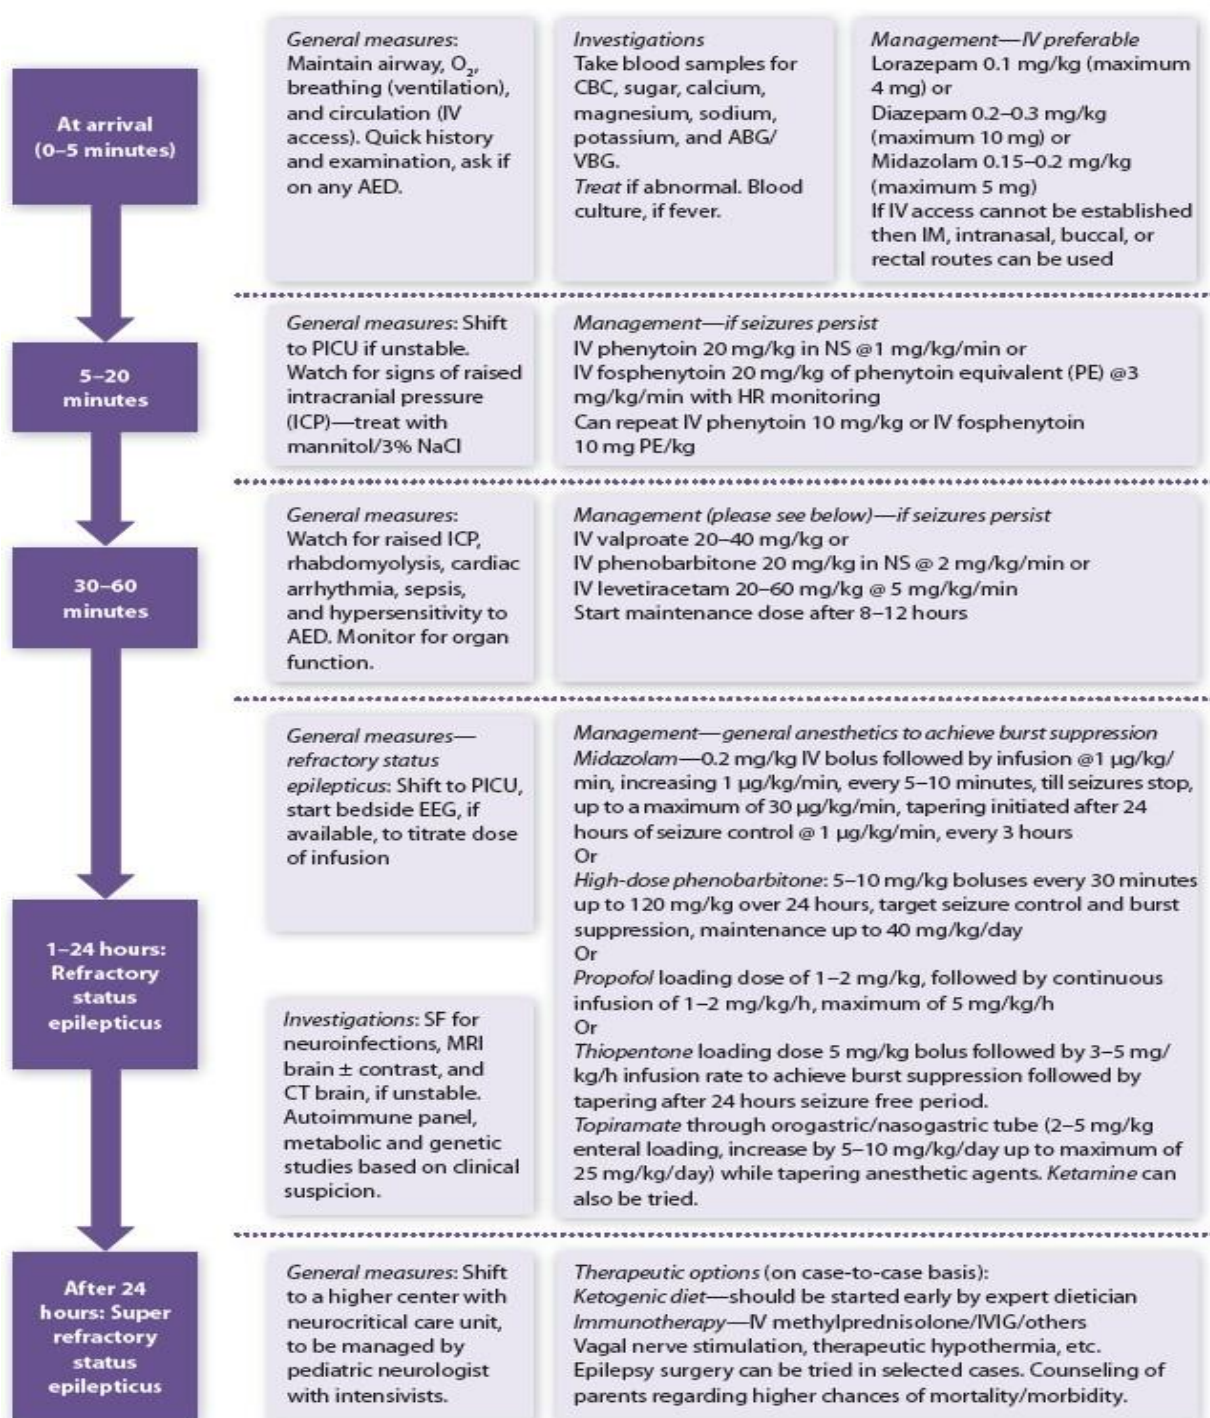 At arrival
(0–5 minutes)
General measures:
Maintain airway, O2,
breathing (ventilation),
and circulation (IV
access). Quick history
and examination, ask if
on any AED.
Investigations
Take blood samples for
CBC, sugar, calcium,
magnesium, sodium,
potassium, and ABG/
VBG.
Treat if abnormal. Blood
culture, if fever.
Management—IV preferable
Lorazepam 0.1 mg/kg (maximum
4 mg) or
Diazepam 0.2–0.3 mg/kg
(maximum 10 mg) or
Midazolam 0.15–0.2 mg/kg
(maximum 5 mg)
If IV access cannot be established
then IM, intranasal, buccal, or
rectal routes can be used
5–20
minutes
General measures: Shift
to PICU if unstable.
Watch for signs of raised
intracranial pressure
(ICP)—treat with
mannitol/3% NaCl
Management—if seizures persist
IV phenytoin 20 mg/kg in NS @1 mg/kg/min or
IV fosphenytoin 20 mg/kg of phenytoin equivalent (PE) @3
mg/kg/min with HR monitoring
Can repeat IV phenytoin 10 mg/kg or IV fosphenytoin
10 mg PE/kg
30–60
minutes
General measures:
Watch for raised ICP,
rhabdomyolysis, cardiac
arrhythmia, sepsis,
and hypersensitivity to
AED. Monitor for organ
function.
Management (please see below)—if seizures persist
IV valproate 20–40 mg/kg or
IV phenobarbitone 20 mg/kg in NS @ 2 mg/kg/min or
IV levetiracetam 20–60 mg/kg @ 5 mg/kg/min
Start maintenance dose after 8–12 hours
1–24 hours:
Refractory
status
epilepticus
General measures—
refractory status
epilepticus: Shift to PICU,
start bedside EEG, if
available, to titrate dose
of infusion
Investigations: SF for
neuroinfections, MRI
brain ± contrast, and
CT brain, if unstable.
Autoimmune panel,
metabolic and genetic
studies based on clinical
suspicion.
Management—general anesthetics to achieve burst suppression
Midazolam—0.2 mg/kg IV bolus followed by infusion @1 µg/kg/
min, increasing 1 µg/kg/min, every 5–10 minutes, till seizures stop,
up to a maximum of 30 µg/kg/min, tapering initiated after 24
hours of seizure control @ 1 µg/kg/min, every 3 hours
Or
High-dose phenobarbitone: 5–10 mg/kg boluses every 30 minutes
up to 120 mg/kg over 24 hours, target seizure control and burst
suppression, maintenance up to 40 mg/kg/day
Or
Propofol loading dose of 1–2 mg/kg, followed by continuous
infusion of 1–2 mg/kg/h, maximum of 5 mg/kg/h
Or
Thiopentone loading dose 5 mg/kg bolus followed by 3–5 mg/
kg/h infusion rate to achieve burst suppression followed by
tapering after 24 hours seizure free period.
Topiramate through orogastric/nasogastric tube (2–5 mg/kg
enteral loading, increase by 5–10 mg/kg/day up to maximum of
25 mg/kg/day) while tapering anesthetic agents. Ketamine can
also be tried.
After 24
hours: Super
refractory
status
epilepticus
General measures: Shift
to a higher center with
neurocritical care unit,
to be managed by
pediatric neurologist
with intensivists.
Therapeutic options (on case-to-case basis):
Ketogenic diet—should be started early by expert dietician
Immunotherapy—IV methylprednisolone/IVIG/others
Vagal nerve stimulation, therapeutic hypothermia, etc.
Epilepsy surgery can be tried in selected cases. Counseling of
parents regarding higher chances of mortality/morbidity.